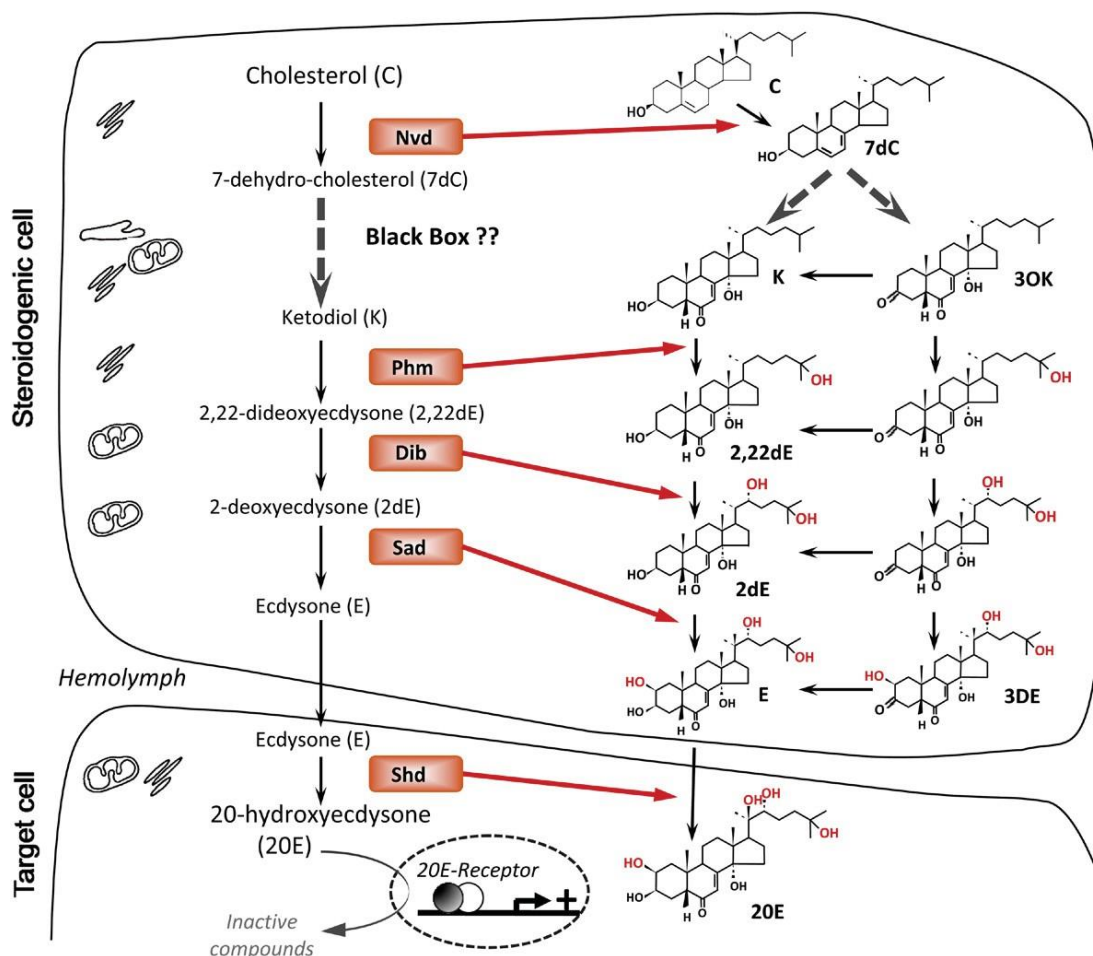 Steroidogenic cell
Cholesterol (C)
Nvd
7-dehydro-cholesterol (7dC)
Black Box ??
Ketodiol (K)
Phm
2,22-dideoxyecdysone (2,22dE)
Dib
2-deoxyecdysone (2dE)
Sad
Ecdysone (E)
Hemolymph
Target cell
Ecdysone (E)
Shd
20-hydroxyecdysone
(20E)
20E-Receptor
Inactive
compounds
C
HO
7dC
HO
K
OH
HO
H
O
3OK
OH
O
H
O
OH
OH
HO
H
O
2,22dE
OH
OH
O
H
O
OH
OH
OH
HO
H
O
2dE
OH
OH
OH
O
H
O
OH
OH
HO
HO
OH
H
O
E
OH
OH
HO
O
OH
H
O
3DE
OH
OH
OH
HO
HO
OH
H
O
20E